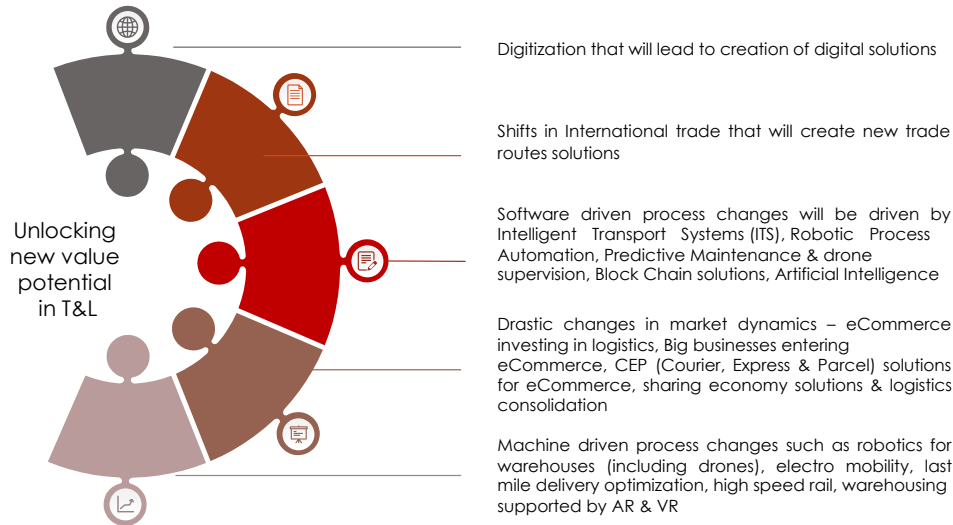 Unlocking
new value
potential
in T&L
Digitization that will lead to creation of digital solutions
Shifts in International trade that will create new trade
routes solutions
Software driven process changes will be driven by
Intelligent Transport Systems (ITS), Robotic Process
Automation, Predictive Maintenance & drone
supervision, Block Chain solutions, Artificial Intelligence
Drastic changes in market dynamics – eCommerce
investing in logistics, Big businesses entering
eCommerce, CEP (Courier, Express & Parcel) solutions
for eCommerce, sharing economy solutions & logistics
consolidation
Machine driven process changes such as robotics for
warehouses (including drones), electro mobility, last
mile delivery optimization, high speed rail, warehousing
supported by AR & VR